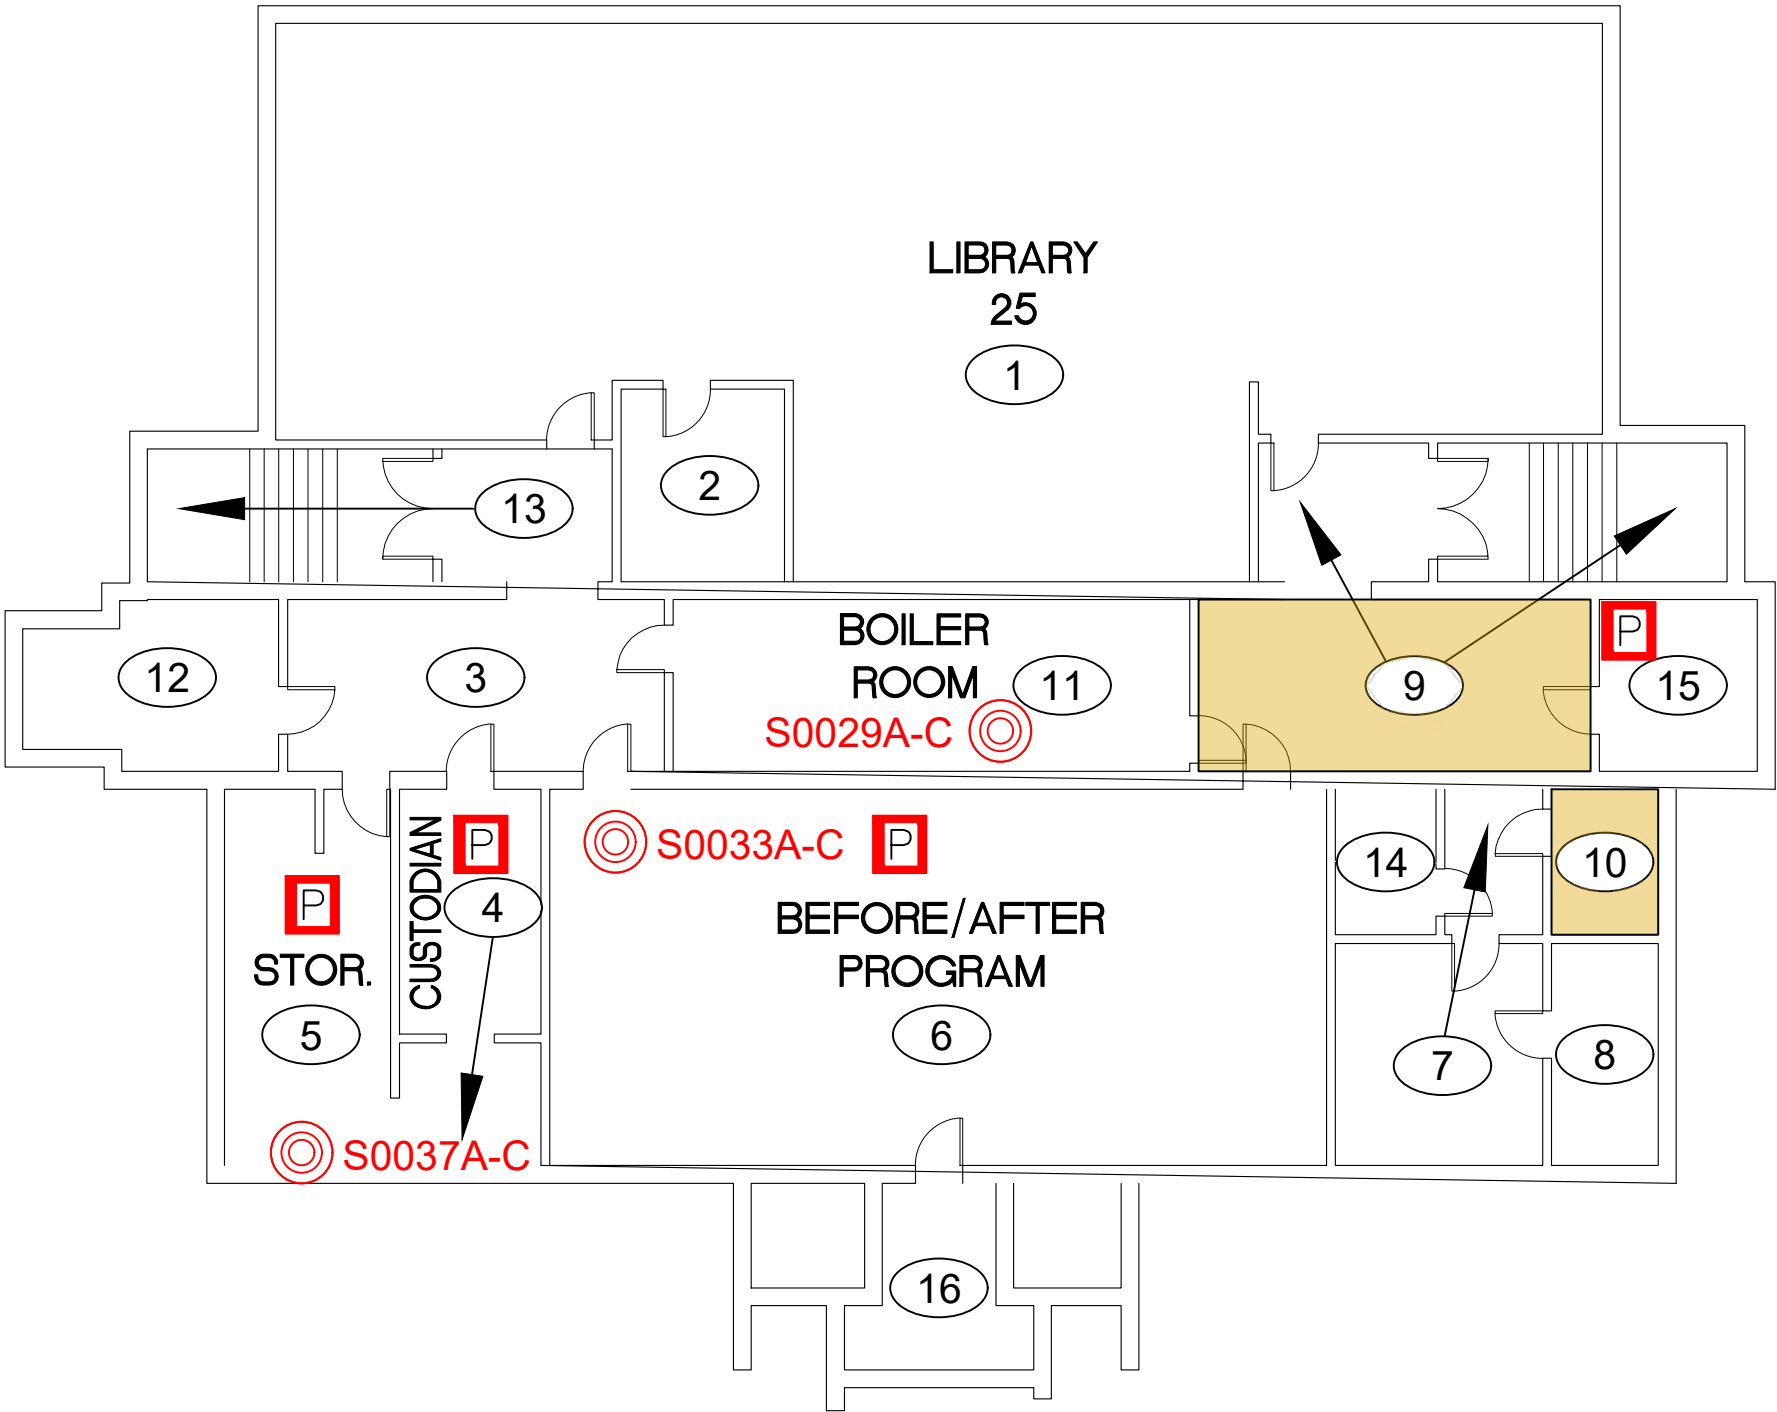 LIBRARY
25
1
2
13
BOILER
ROOM
11
12
3
9
P
15
S0029A-C
S0033A-C
P
P
P
CUSTODIAN
4
14
10
BEFORE/AFTER
PROGRAM
6
STOR.
5
7
8
S0037A-C
16